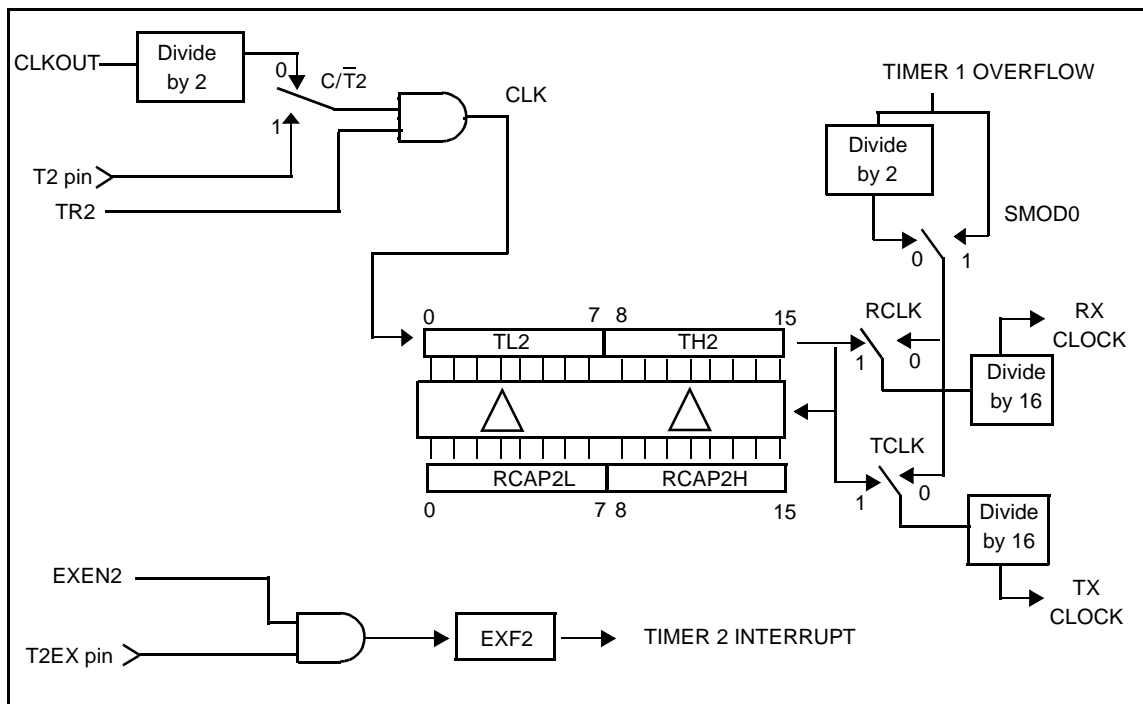 CLKOUT
Divide
by 2
0
C/T̅2
1
CLK
T2 pin
TR2
TIMER 1 OVERFLOW
Divide
by 2
SMOD0
0
1
0
7
8
15
TL2
TH2
RCLK
1
0
RX
CLOCK
Divide
by 16
RCAP2L
RCAP2H
0
7
8
15
TCLK
1
0
Divide
by 16
TX
CLOCK
EXEN2
T2EX pin
EXF2
TIMER 2 INTERRUPT